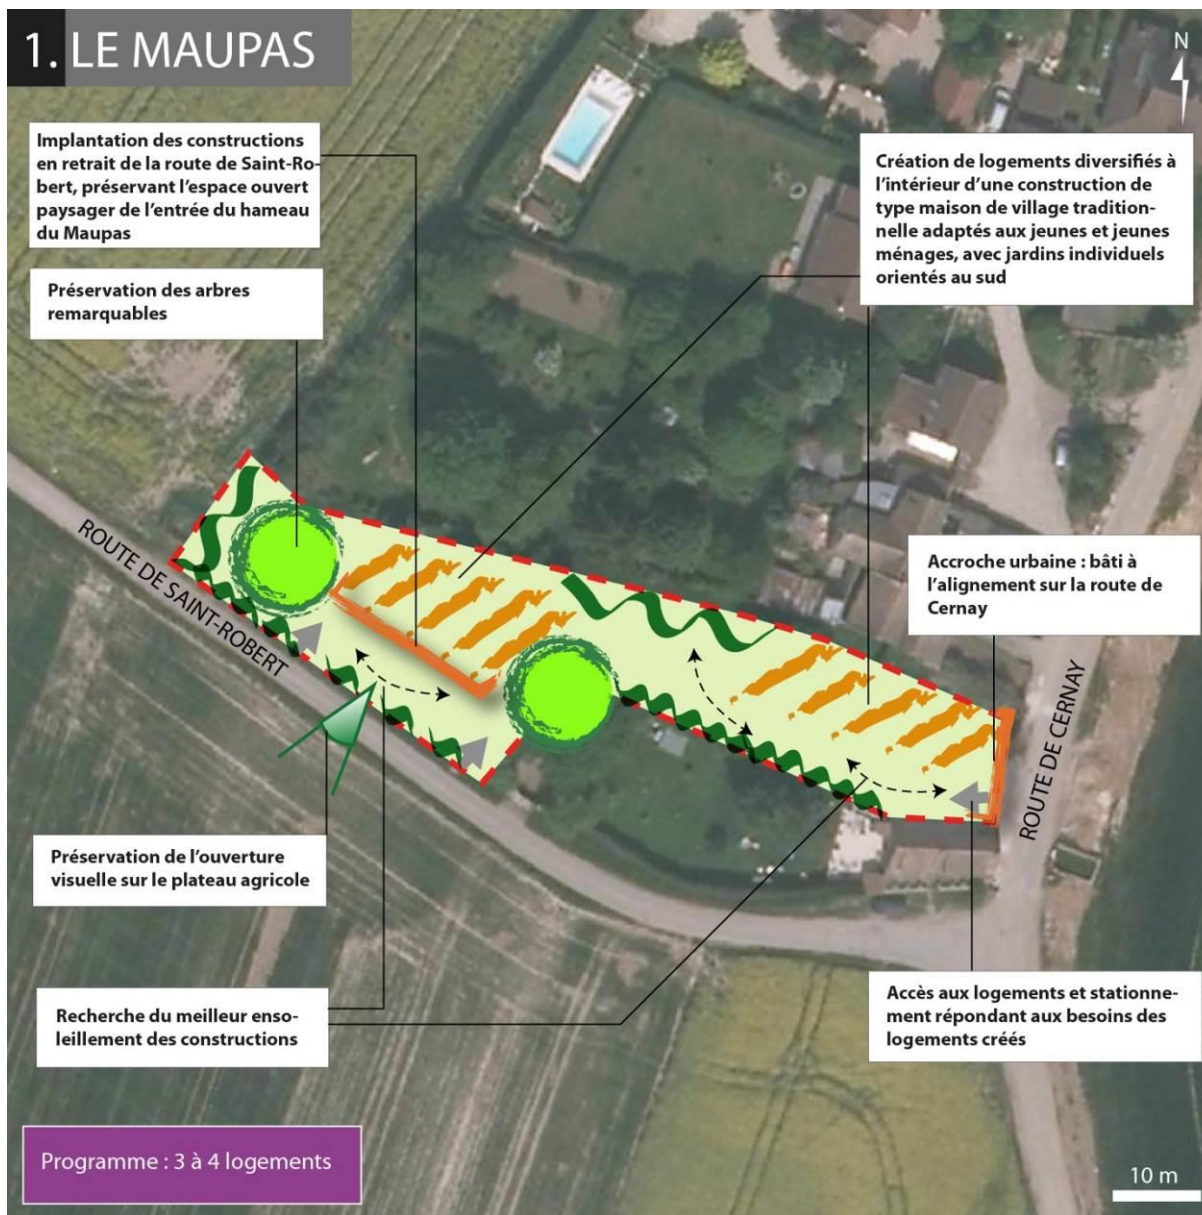 1. LE MAUPAS
N
Implantation des constructions
en retrait de la route de Saint-Ro-
bert, préservant l'espace ouvert
paysager de l'entrée du hameau
du Maupas
Préservation des arbres
remarquables
Création de logements diversifiés à
l'intérieur d'une construction de
type maison de village tradition-
nelle adaptés aux jeunes et jeunes
ménages, avec jardins individuels
orientés au sud
ROUTE DE SAINT-ROBERT
Accroche urbaine : bâti à
l'alignement sur la route de
Cernay
ROUTE DE CERNAY
Préservation de l'ouverture
visuelle sur le plateau agricole
Recherche du meilleur enso-
leillement des constructions
Accès aux logements et stationne-
ment répondant aux besoins des
logements créés
Programme : 3 à 4 logements
10 m